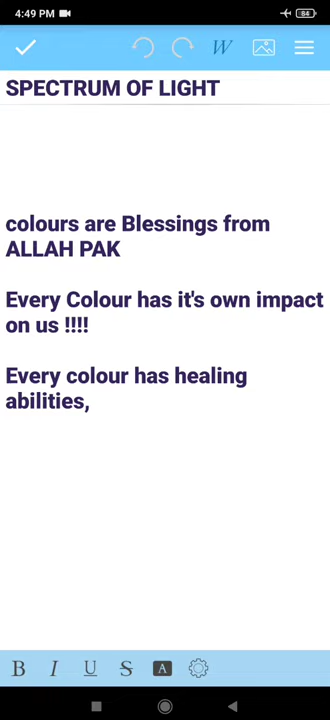 4:49 PM
84
W
SPECTRUM OF LIGHT
colours are Blessings from
ALLAH PAK
Every Colour has it's own impact
on us !!!!
Every colour has healing
abilities,
B I U S A